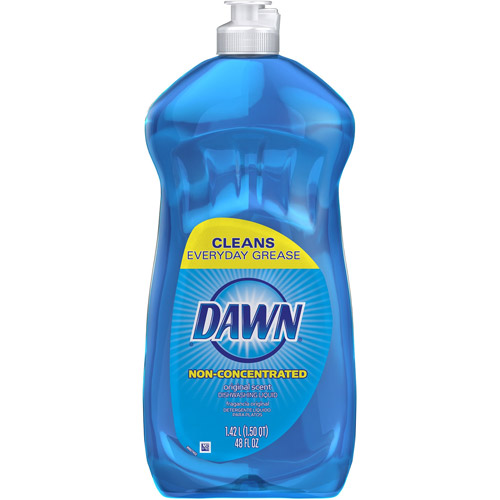 CLEANS
EVERYDAY GREASE
DAWN
NON-CONCENTRATED
original scent
DISHWASHING LIQUID
fragancia original
DETERGENTE LÍQUIDO
PARA PLATOS
1.42 L (1.50 QT)
48 FL OZ